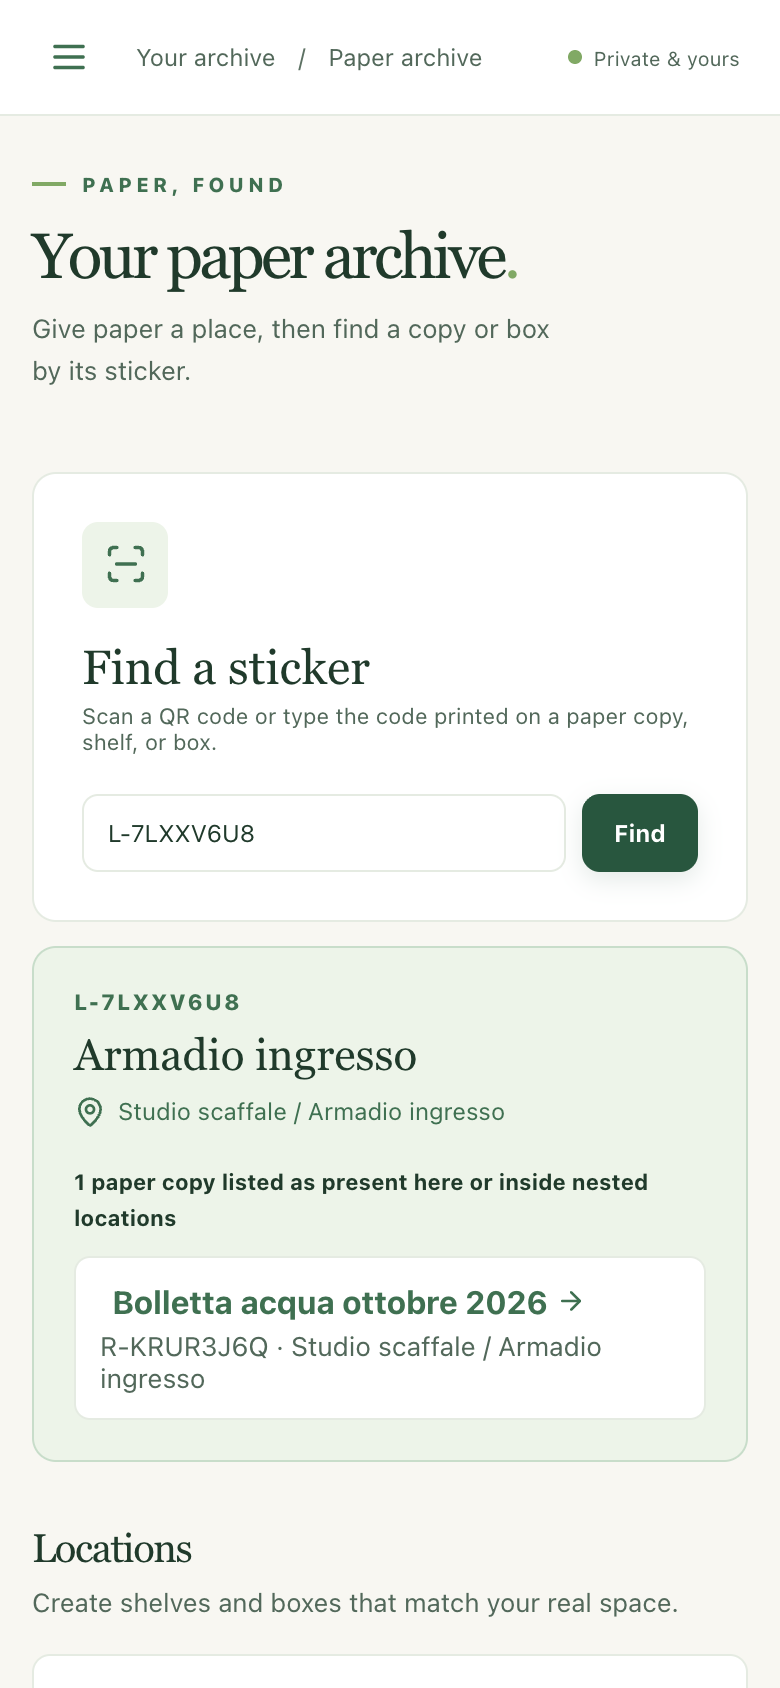 Your archive / Paper archive
Private & yours
PAPER, FOUND
Your paper archive.
Give paper a place, then find a copy or box
by its sticker.
Find a sticker
Scan a QR code or type the code printed on a paper copy,
shelf, or box.
L-7LXXV6U8
Find
L-7LXXV6U8
Armadio ingresso
Studio scaffale / Armadio ingresso
1 paper copy listed as present here or inside nested
locations
Bolletta acqua ottobre 2026 →
R-KRUR3J6Q · Studio scaffale / Armadio
ingresso
Locations
Create shelves and boxes that match your real space.